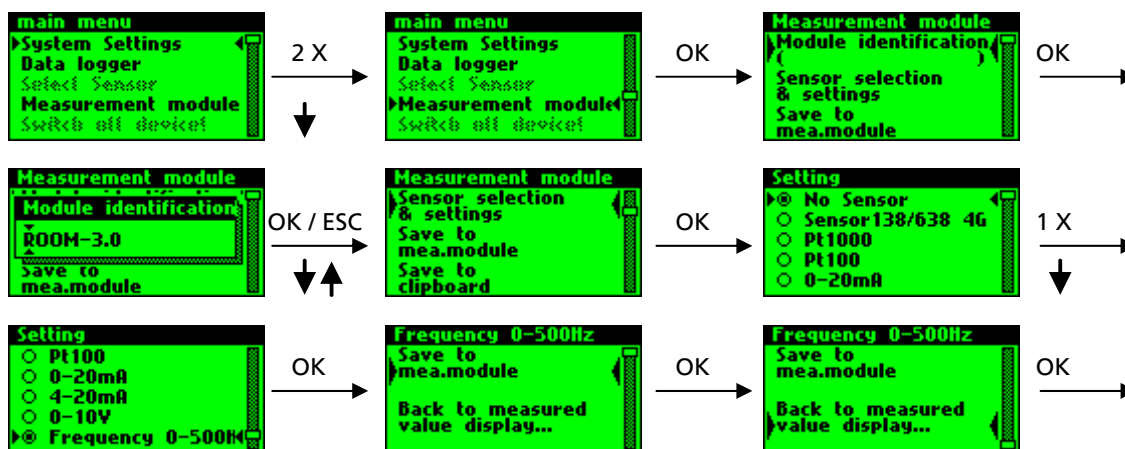 main menu
System Settings
Data logger
Select Sensor
Measurement module
Switch off device!
2 X
main menu
System Settings
Data logger
Select Sensor
Measurement module
Switch off device!
OK
Measurement module
Module identification
( )
Sensor selection
& settings
Save to
mea.module
OK
Measurement module
Module identification
ROOM-3.0
Save to
mea.module
OK / ESC
Measurement module
Sensor selection
& settings
Save to
mea.module
Save to
clipboard
OK
Setting
No Sensor
Sensor138/638 4G
Pt1000
Pt100
0-20mA
1 X
Setting
Pt100
0-20mA
4-20mA
0-10V
Frequency 0-500H
OK
Frequency 0-500Hz
Save to
mea.module
Back to measured
value display...
OK
Frequency 0-500Hz
Save to
mea.module
Back to measured
value display...
OK